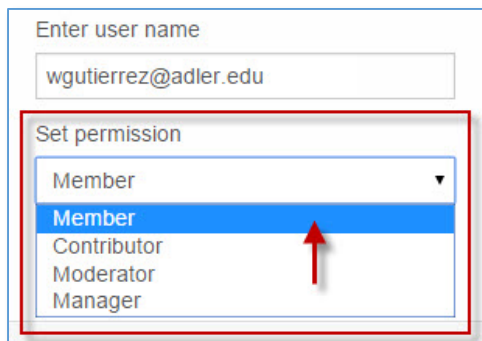 Enter user name
wgutierrez@adler.edu
Set permission
Member
Member
Contributor
Moderator
Manager